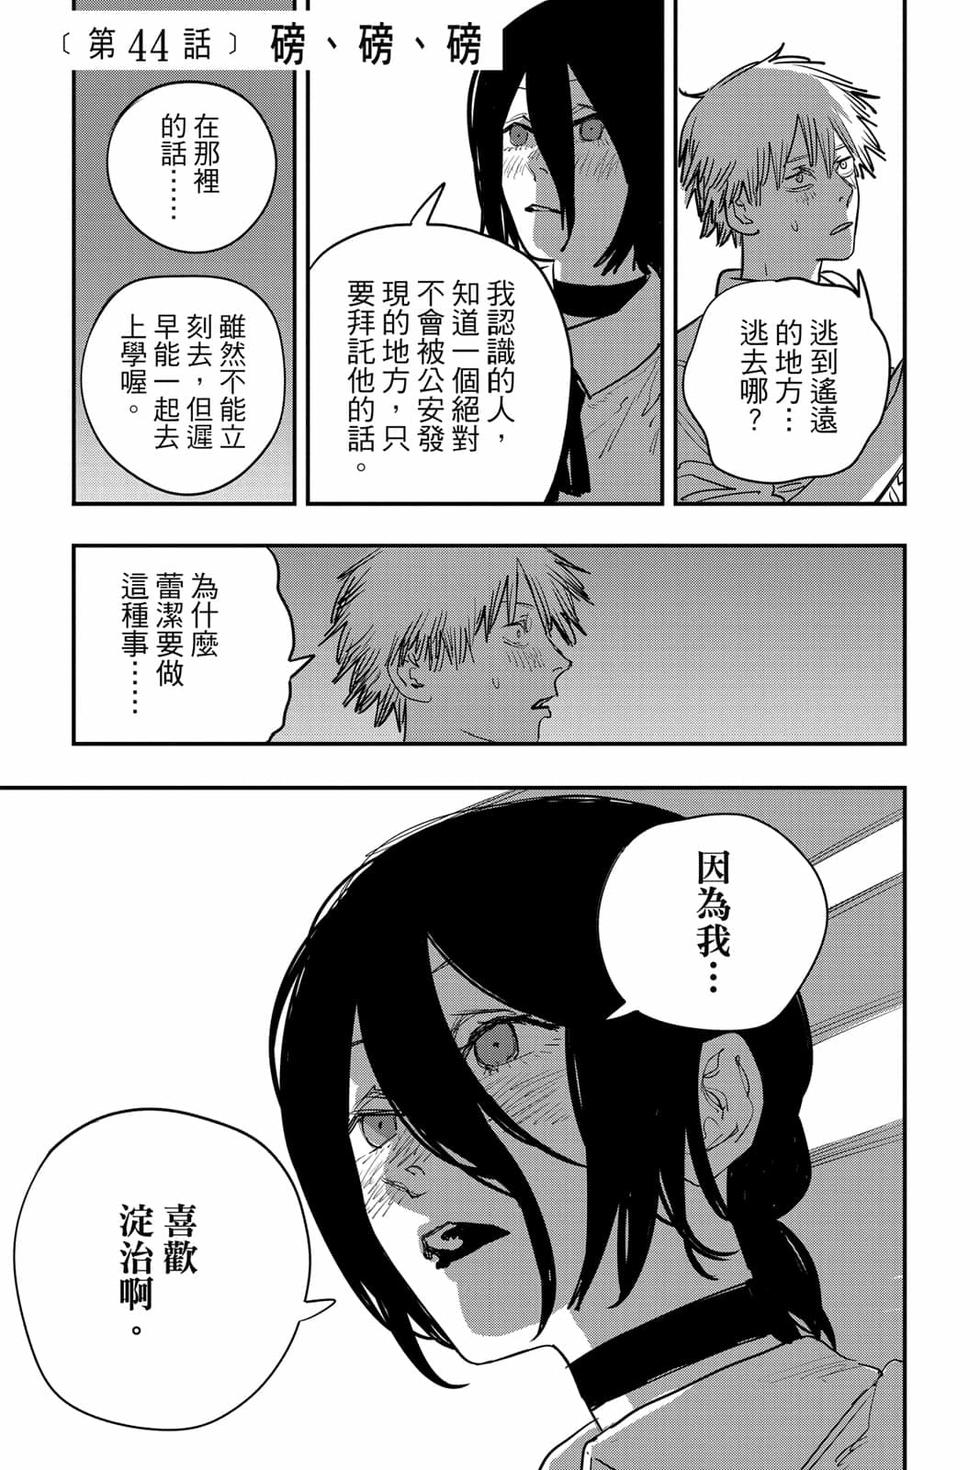 〔第44話〕 磅、磅、磅
逃到遙遠
的地方…
逃去哪？
我認識的人，
知道一個絕對
不會被公安發
現的地方，只
要拜託他的話。
在那裡
的話……
雖然不能立
刻去，但遲
早能一起去
上學喔。
為什麼
蕾潔要做
這種事……
因為我…
喜歡
淀治啊。